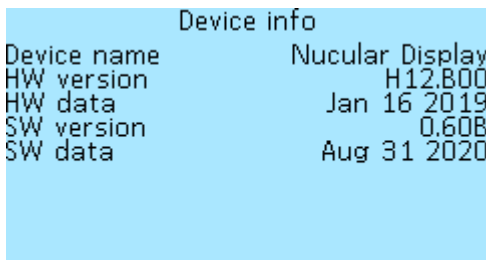 Device info
Device name Nucular Display
HW version H12.B00
HW data Jan 16 2019
SW version 0.60B
SW data Aug 31 2020